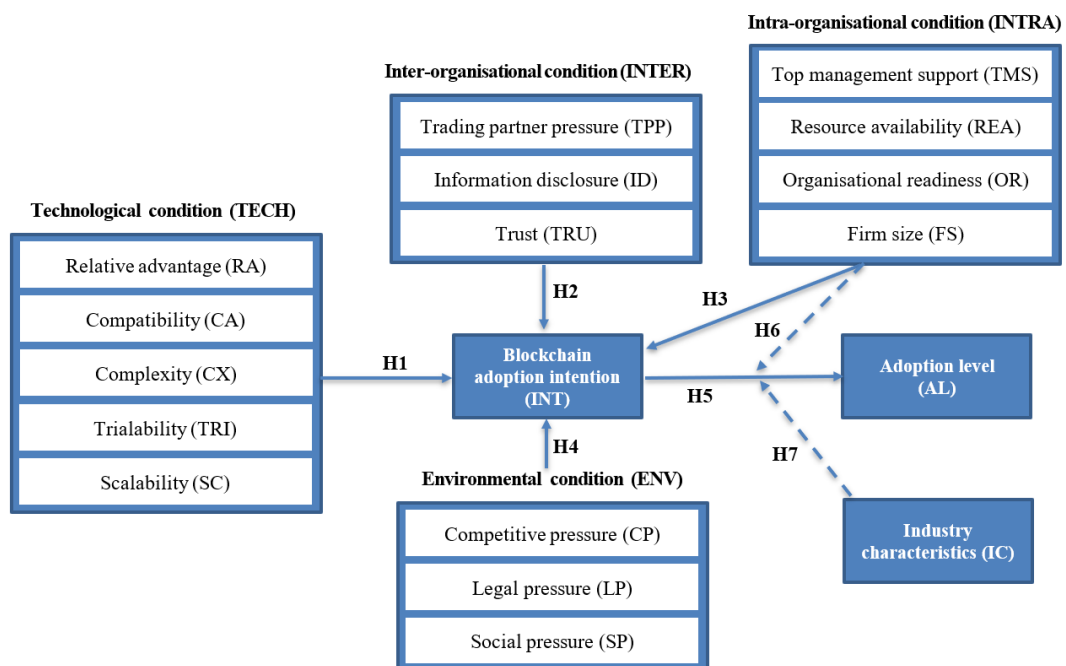 Intra-organisational condition (INTRA)
Top management support (TMS)
Resource availability (REA)
Organisational readiness (OR)
Firm size (FS)
Inter-organisational condition (INTER)
Trading partner pressure (TPP)
Information disclosure (ID)
Trust (TRU)
Technological condition (TECH)
Relative advantage (RA)
Compatibility (CA)
Complexity (CX)
Trialability (TRI)
Scalability (SC)
H1
H2
H3
H6
Blockchain
adoption intention
(INT)
H5
Adoption level
(AL)
H4
H7
Environmental condition (ENV)
Competitive pressure (CP)
Legal pressure (LP)
Social pressure (SP)
Industry
characteristics (IC)